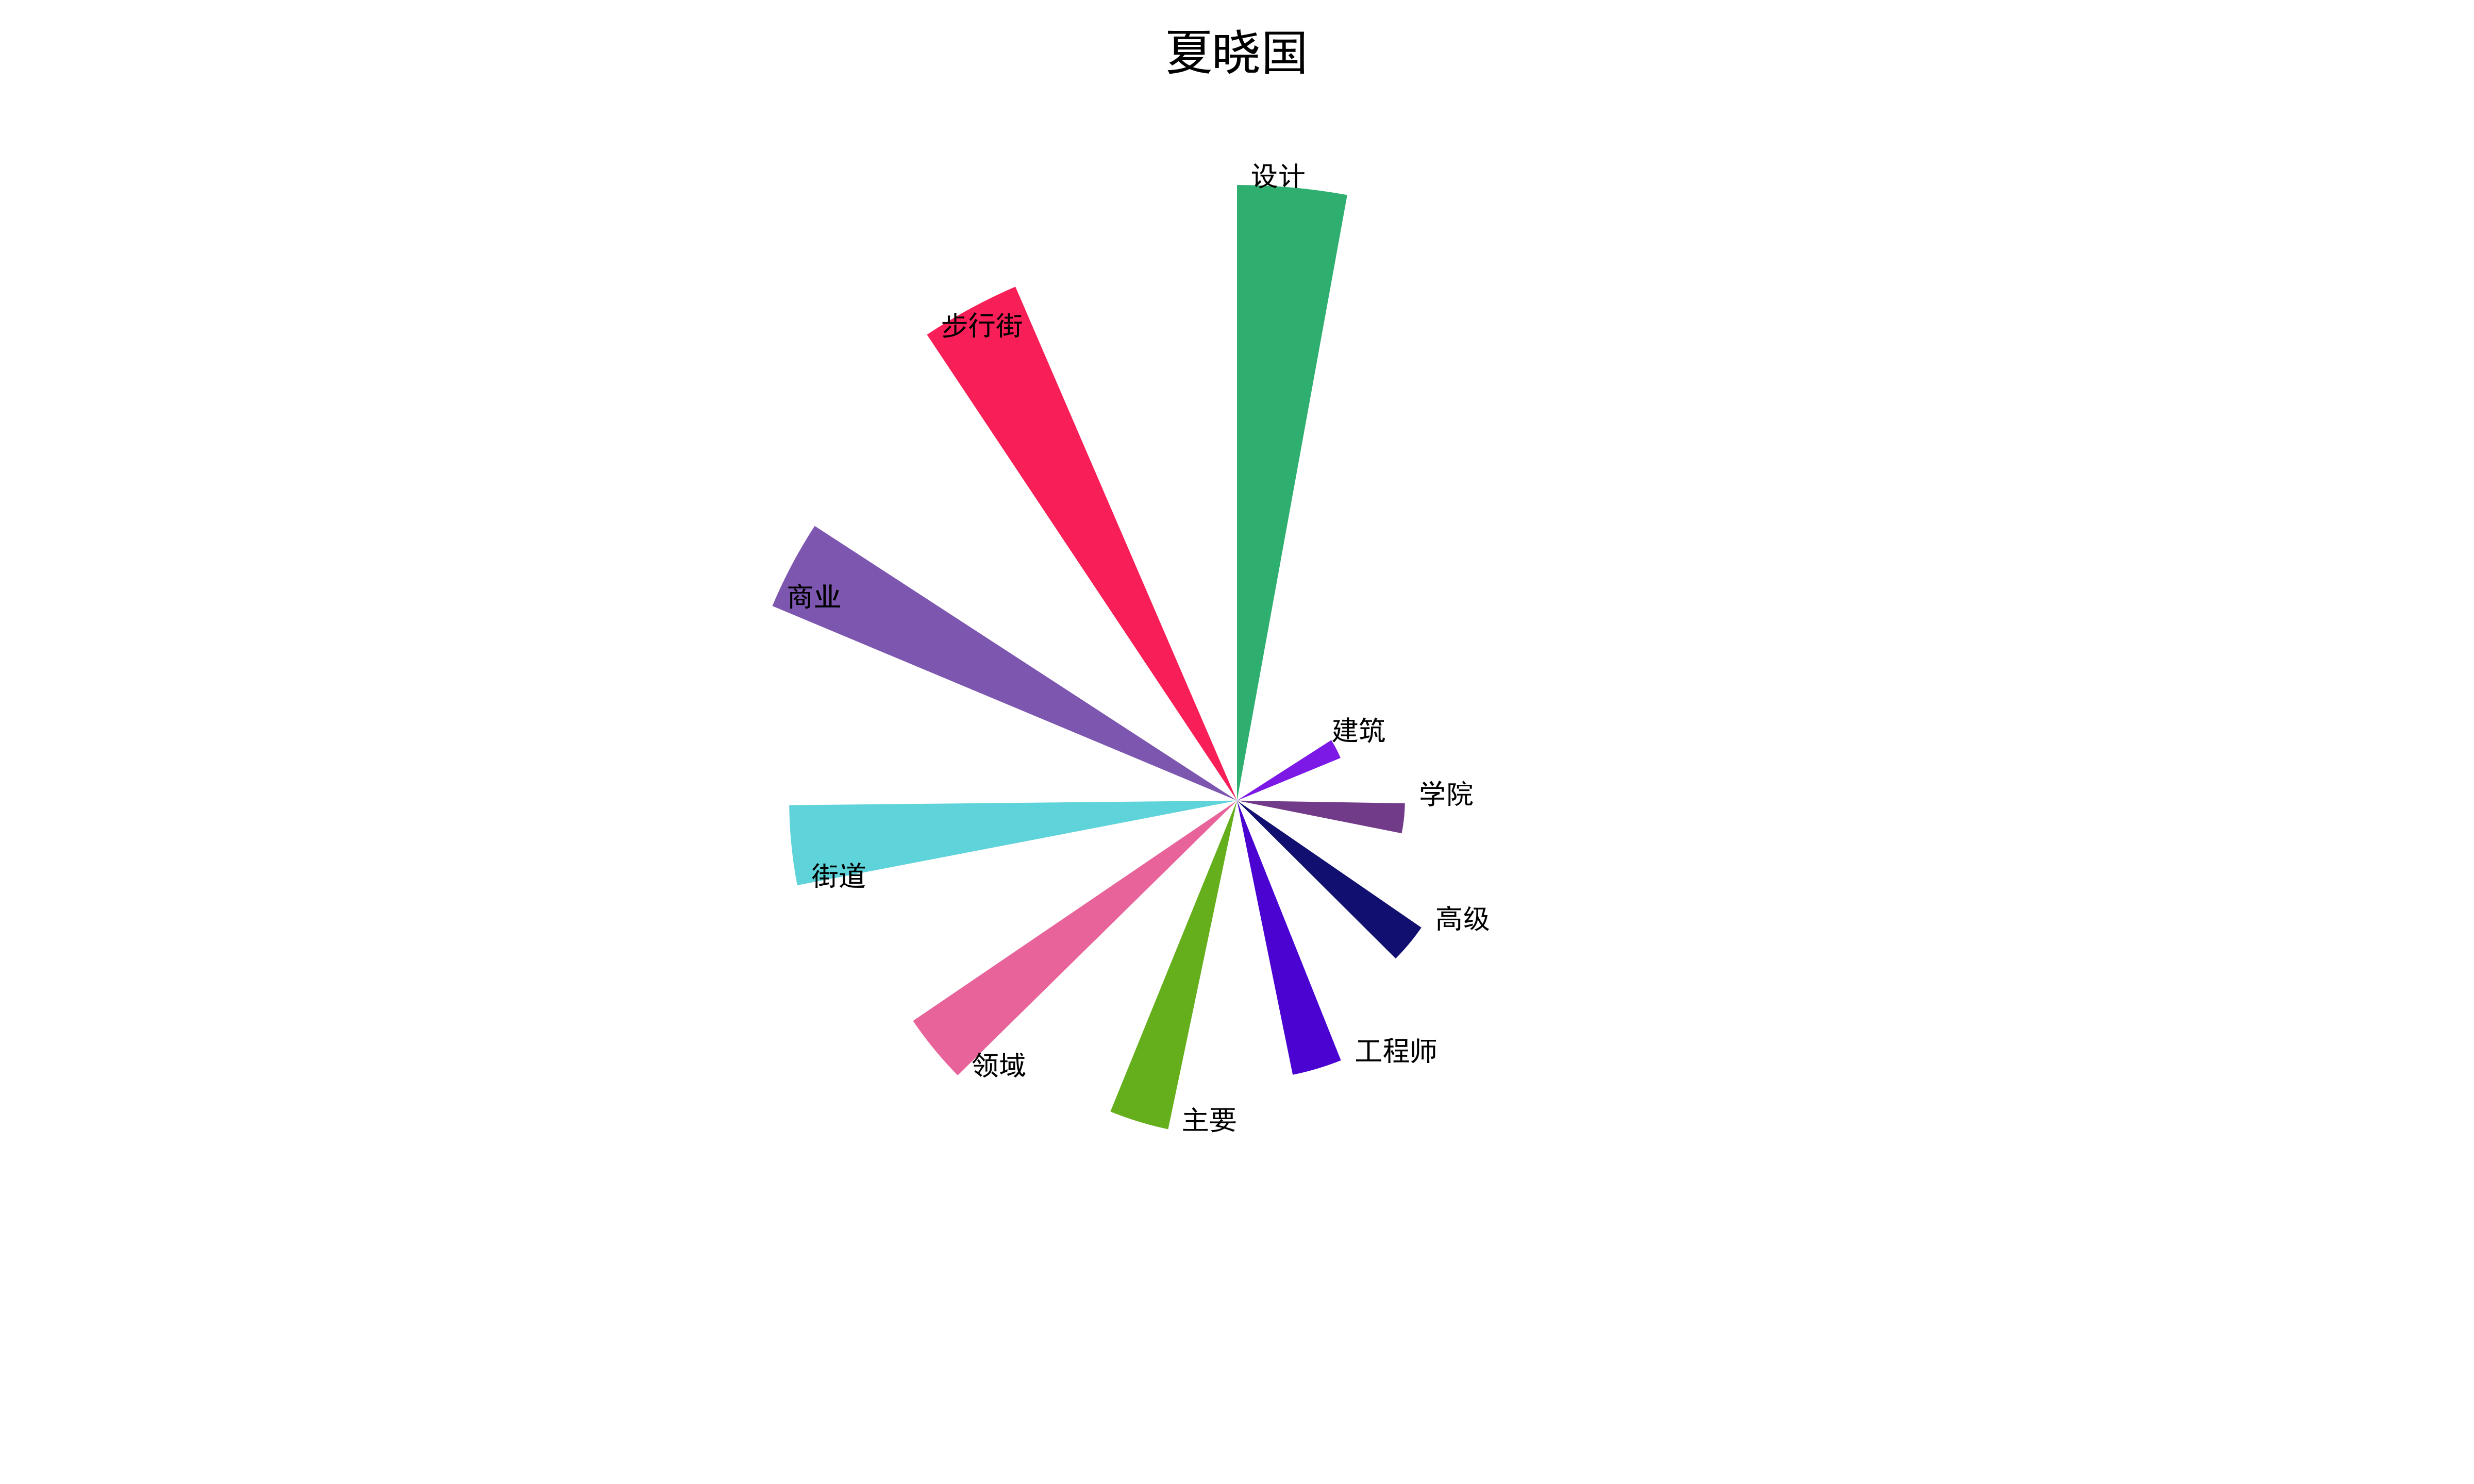 夏晓国
设计
步行街
商业
建筑
学院
街道
高级
工程师
领域
主要